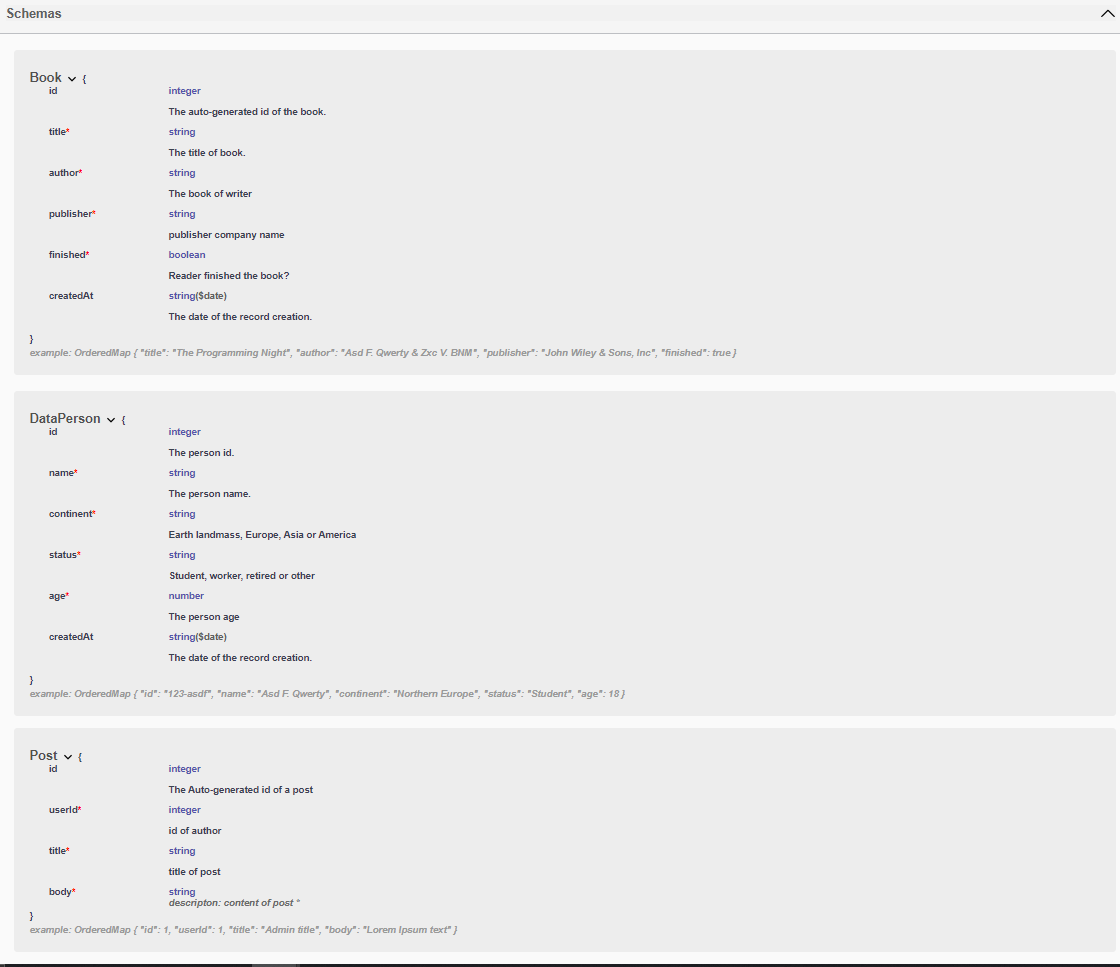 Schemas
Book {
id integer
The auto-generated id of the book.
title* string
The title of book.
author* string
The book of writer
publisher* string
publisher company name
finished* boolean
Reader finished the book?
createdAt string($date)
The date of the record creation.
}
example: OrderedMap { "title": "The Programming Night", "author": "Asd F. Qwerty & Zxc V. BNM", "publisher": "John Wiley & Sons, Inc", "finished": true }
DataPerson {
id integer
The person id.
name* string
The person name.
continent* string
Earth landmass, Europe, Asia or America
status* string
Student, worker, retired or other
age* number
The person age
createdAt string($date)
The date of the record creation.
}
example: OrderedMap { "id": "123-asdf", "name": "Asd F. Qwerty", "continent": "Northern Europe", "status": "Student", "age": 18 }
Post {
id integer
The Auto-generated id of a post
userId* integer
id of author
title* string
title of post
body* string
descripton: content of post *
}
example: OrderedMap { "id": 1, "userId": 1, "title": "Admin title", "body": "Lorem Ipsum text" }